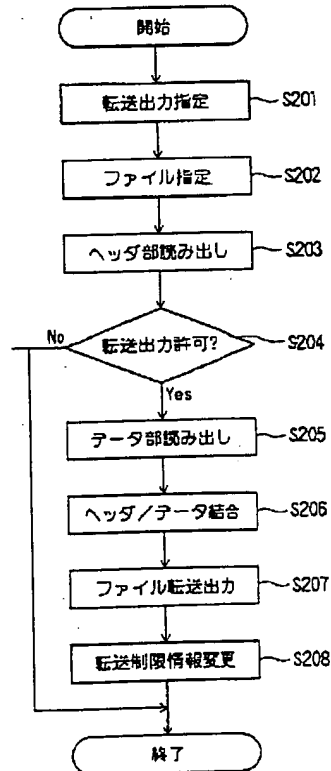 開始
転送出力指定 S201
ファイル指定 S202
ヘッダ部読み出し S203
転送出力許可? S204
No
Yes
データ部読み出し S205
ヘッダ/データ結合 S206
ファイル転送出力 S207
転送制限情報変更 S208
終了